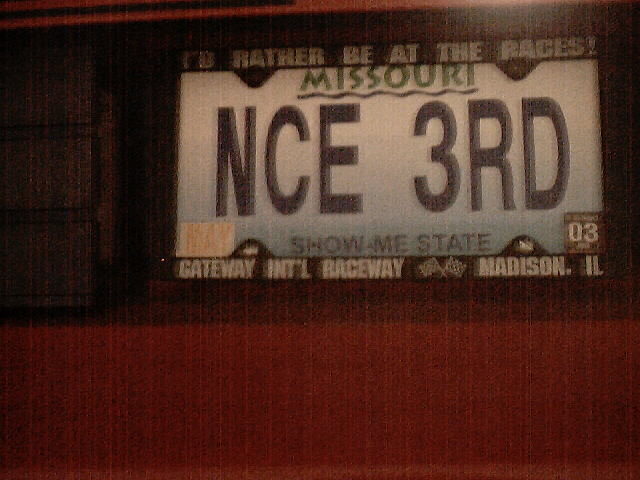 I'D RATHER BE AT THE RACES!
MISSOURI
NCE 3RD
03
SHOW-ME STATE
GATEWAY INT'L RACEWAY MADISON, IL